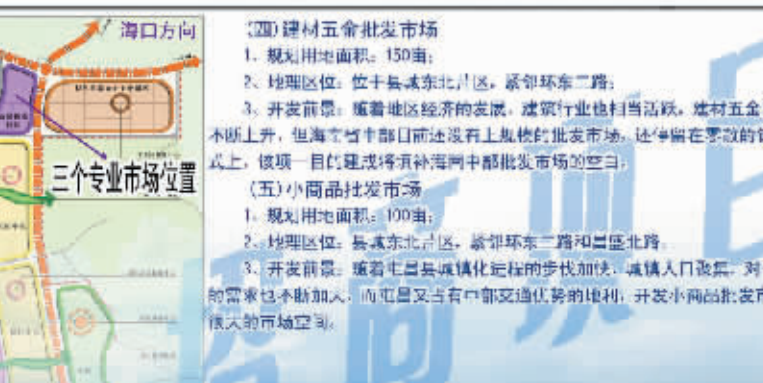 海口方向
三个专业市场位置
(四)建材五金批发市场
1、规划用地面积：150亩；
2、地理区位：位于县城东北片区，紧邻环东二路；
3、开发前景：随着地区经济的发展，建筑行业也相当活跃，建材五金
不断上升，但海南省中部目前还没有上规模的批发市场，还停留在零散的
式上，该项一目的建成将填补海南中部批发市场的空白。
(五)小商品批发市场
1、规划用地面积：100亩；
2、地理区位：县城东北片区，紧邻环东二路和昌盛北路
3、开发前景：随着屯昌县城镇化进程的步伐加快，城镇人口聚集，对
的需求也不断加大，而屯昌又占有中部交通优势的地利，开发小商品批发市
很大的市场空间。